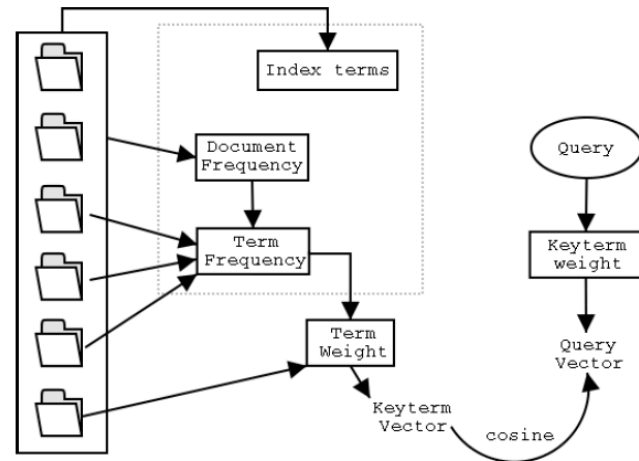 Index terms
Document
Frequency
Query
Term
Frequency
Keyterm
weight
Term
Weight
Query
Vector
Keyterm
Vector
cosine